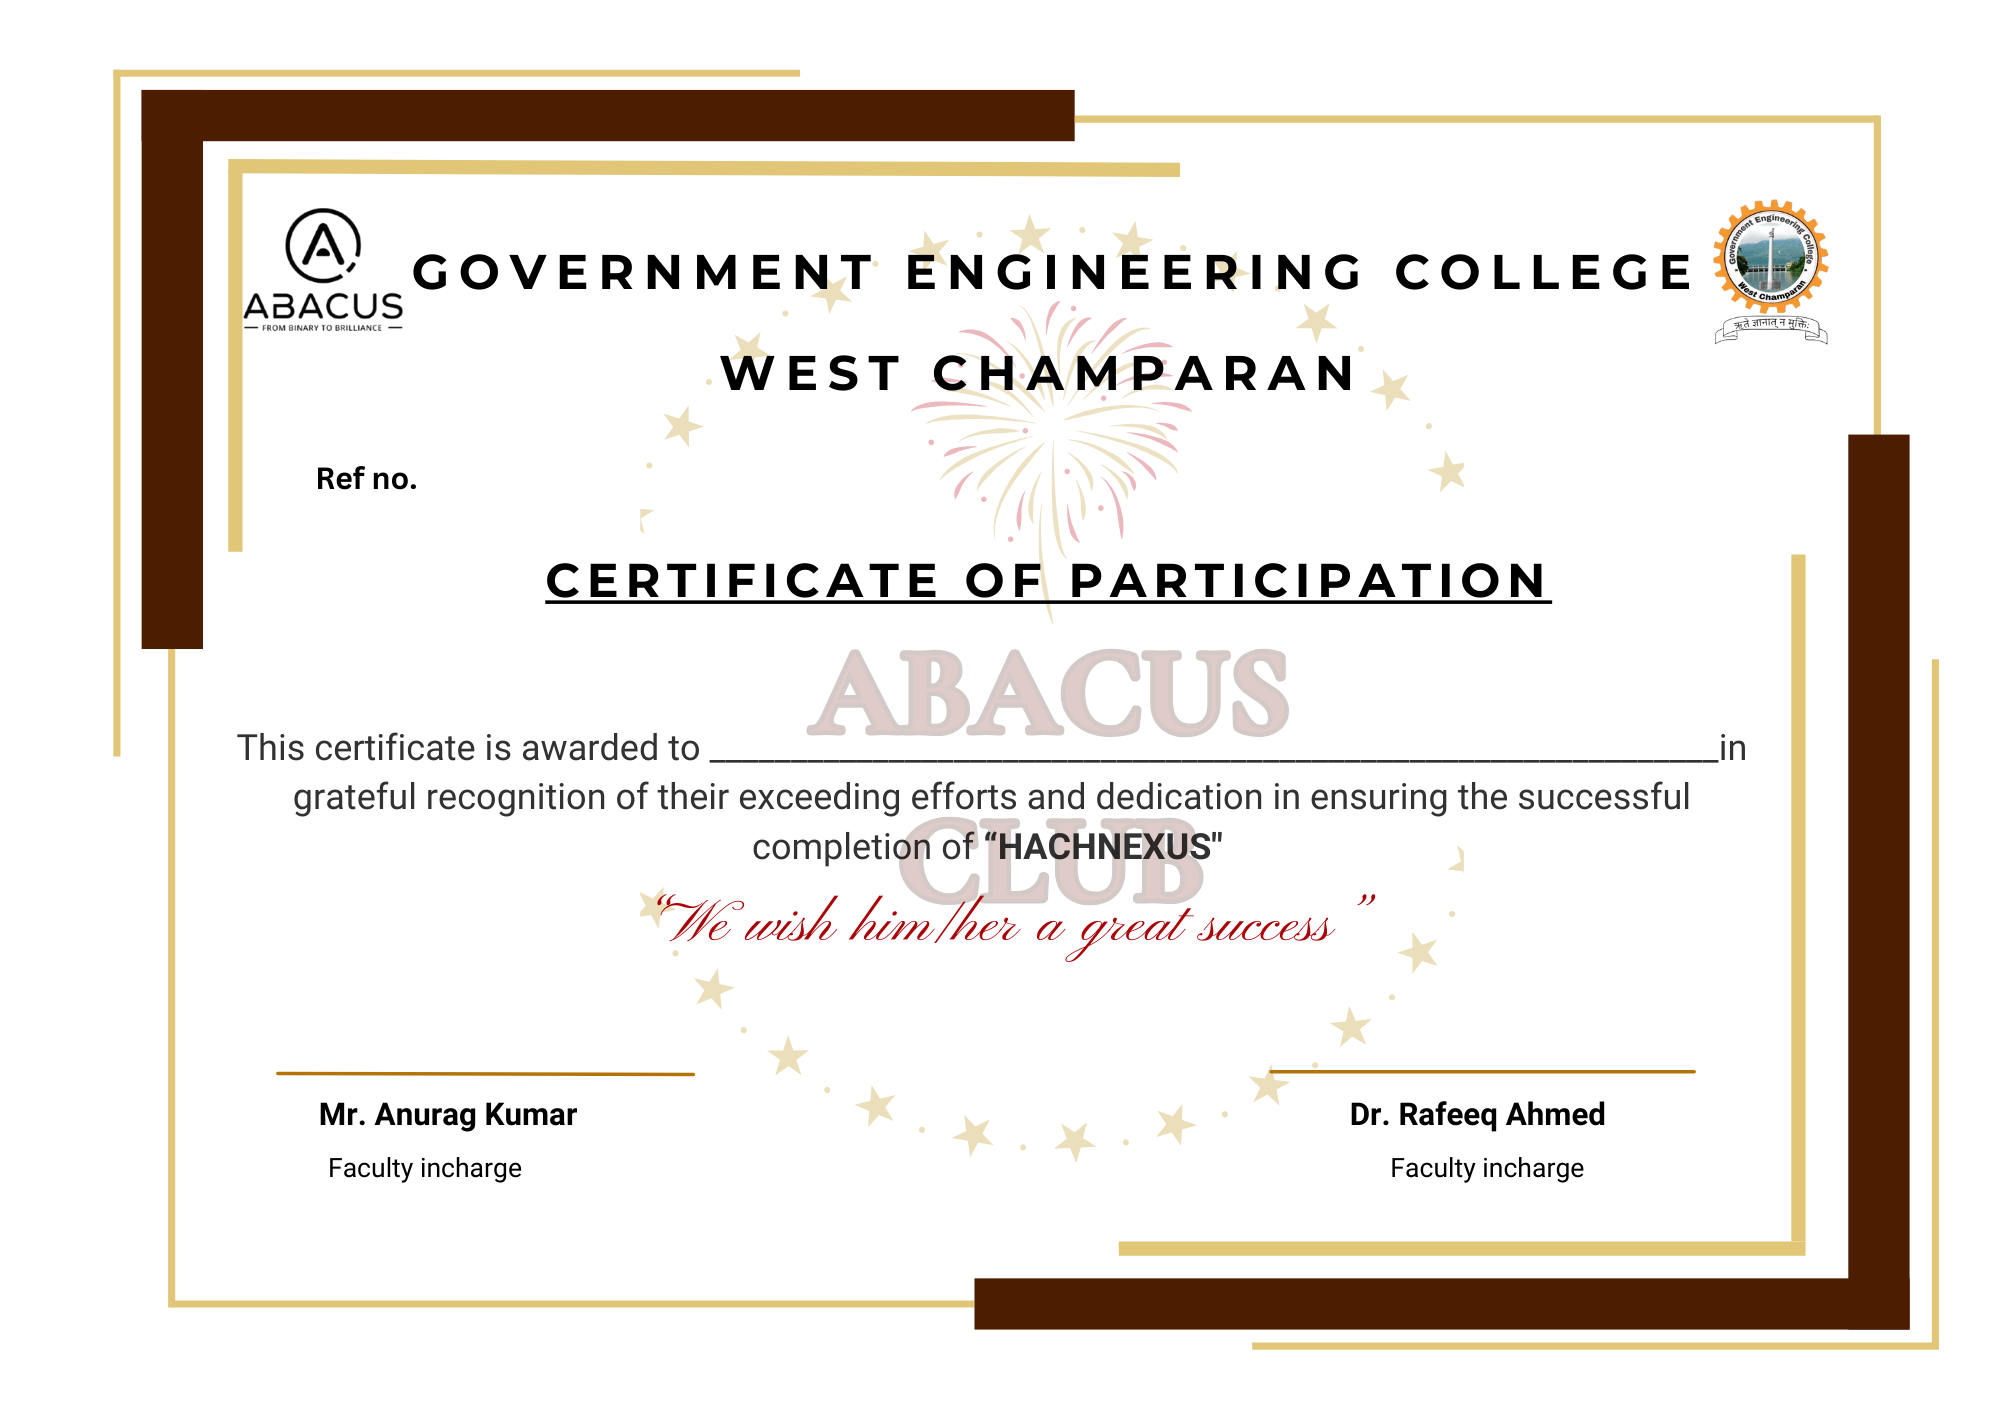 ABACUS
FROM BINARY TO BRILLIANCE
GOVERNMENT ENGINEERING COLLEGE
WEST CHAMPARAN
Government Engineering College
West Champaran
ऋते ज्ञानात् न मुक्तिः
Ref no.
CERTIFICATE OF PARTICIPATION
ABACUS
CLUB
This certificate is awarded to ________________________________________________in
grateful recognition of their exceeding efforts and dedication in ensuring the successful
completion of “HACHNEXUS"
“We wish him/her a great success ”
Mr. Anurag Kumar
Faculty incharge
Dr. Rafeeq Ahmed
Faculty incharge